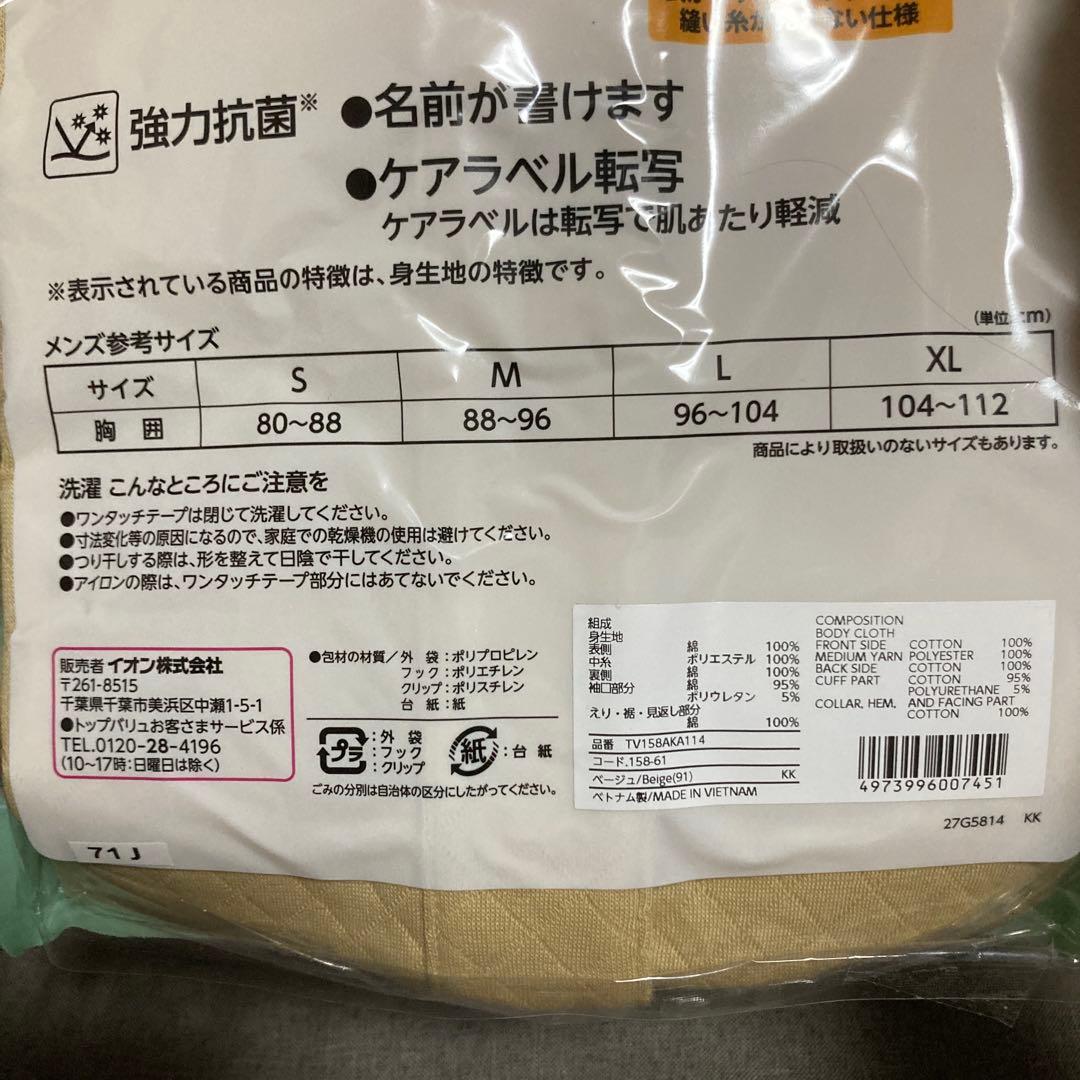 縫い糸が
ない仕様
強力抗菌※
●名前が書けます
●ケアラベル転写
ケアラベルは転写で肌あたり軽減
※表示されている商品の特徴は、身生地の特徴です。
メンズ参考サイズ
(単位:cm)
サイズ S M L XL
胸囲 80~88 88~96 96~104 104~112
商品により取扱いのないサイズもあります。
洗濯 こんなところにご注意を
●ワンタッチテープは閉じて洗濯してください。
●寸法変化等の原因になるので、家庭での乾燥機の使用は避けてください。
●つり干しする際は、形を整えて日陰で干してください。
●アイロンの際は、ワンタッチテープ部分にはあてないでください。
販売者 イオン株式会社
〒261-8515
千葉県千葉市美浜区中瀬1-5-1
●トップバリュお客さまサービス係
TEL.0120-28-4196
(10~17時:日曜日は除く)
●包材の材質/外 袋:ポリプロピレン
フック:ポリエチレン
クリップ:ポリスチレン
台 紙:紙
プラ
:外 袋
:フック
:クリップ
紙
:台 紙
ごみの分別は自治体の区分にしたがってください。
組成
身生地
表側 綿 100%
中糸 ポリエステル 100%
裏側 綿 100%
袖口部分 綿 95%
ポリウレタン 5%
えり・裾・見返し部分
綿 100%
品番 TV158AKA114
コード.158-61
ベージュ/Beige(91) KK
ベトナム製/MADE IN VIETNAM
COMPOSITION
BODY CLOTH
FRONT SIDE COTTON 100%
MEDIUM YARN POLYESTER 100%
BACK SIDE COTTON 100%
CUFF PART COTTON 95%
POLYURETHANE 5%
COLLAR, HEM, AND FACING PART
COTTON 100%
4973996007451
27G5814 KK
71J